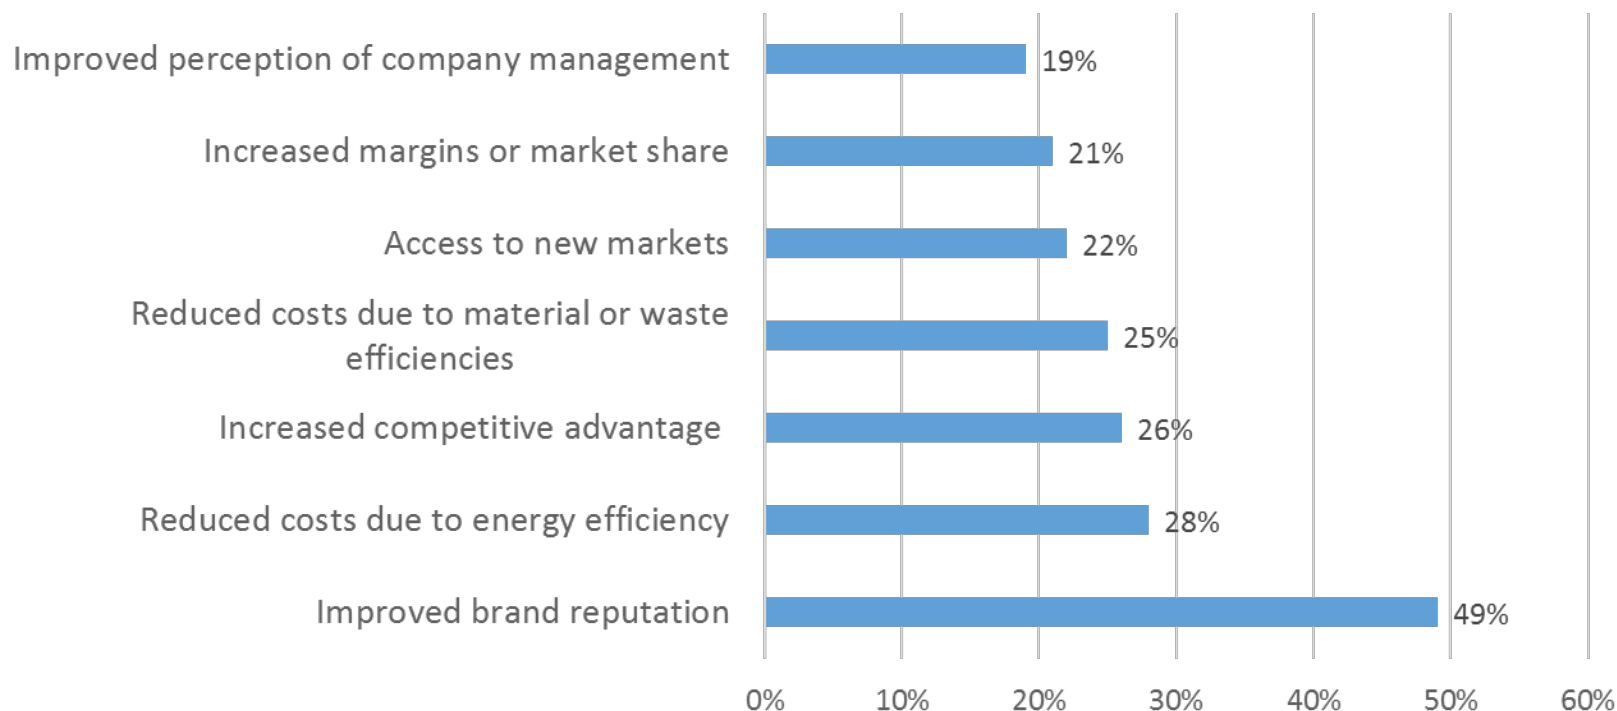 Improved perception of company management
19%
Increased margins or market share
21%
Access to new markets
22%
Reduced costs due to material or waste
efficiencies
25%
Increased competitive advantage
26%
Reduced costs due to energy efficiency
28%
Improved brand reputation
49%
0% 10% 20% 30% 40% 50% 60%